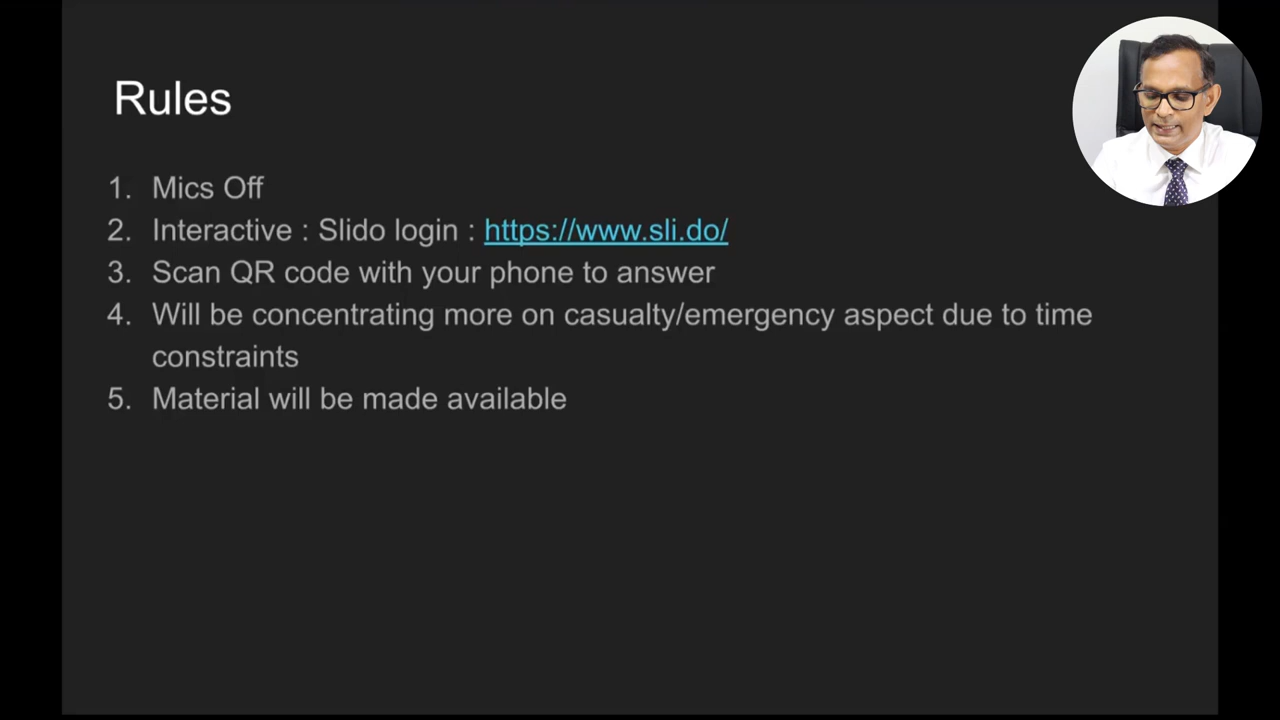 Rules
1. Mics Off
2. Interactive : Slido login : https://www.sli.do/
3. Scan QR code with your phone to answer
4. Will be concentrating more on casualty/emergency aspect due to time
constraints
5. Material will be made available